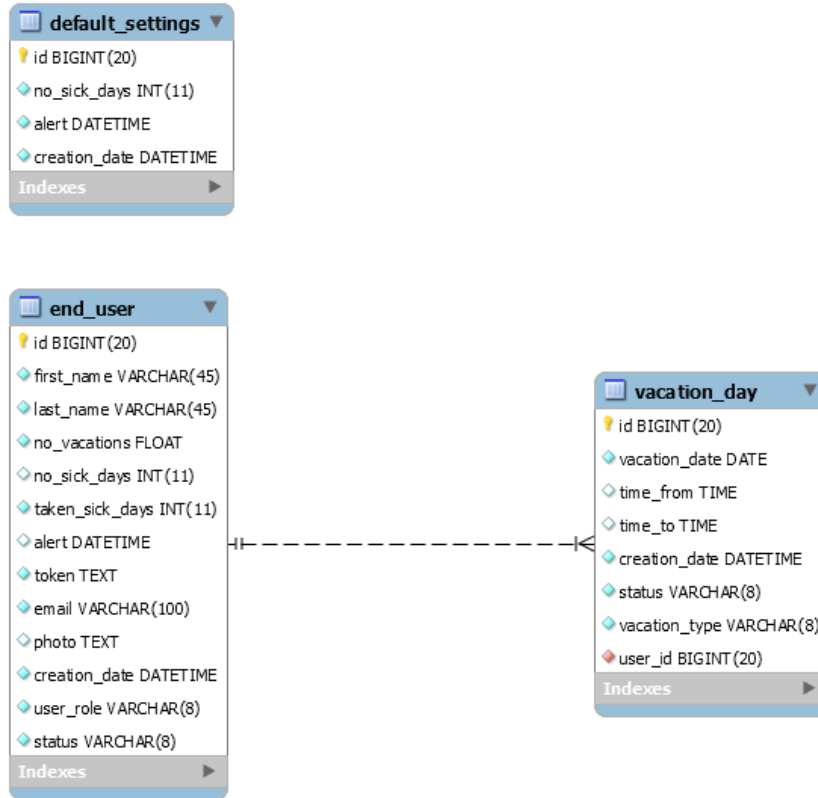 default_settings
id BIGINT(20)
no_sick_days INT(11)
alert DATETIME
creation_date DATETIME
Indexes
end_user
id BIGINT(20)
first_name VARCHAR(45)
last_name VARCHAR(45)
no_vacations FLOAT
no_sick_days INT(11)
taken_sick_days INT(11)
alert DATETIME
token TEXT
email VARCHAR(100)
photo TEXT
creation_date DATETIME
user_role VARCHAR(8)
status VARCHAR(8)
Indexes
vacation_day
id BIGINT(20)
vacation_date DATE
time_from TIME
time_to TIME
creation_date DATETIME
status VARCHAR(8)
vacation_type VARCHAR(8)
user_id BIGINT(20)
Indexes